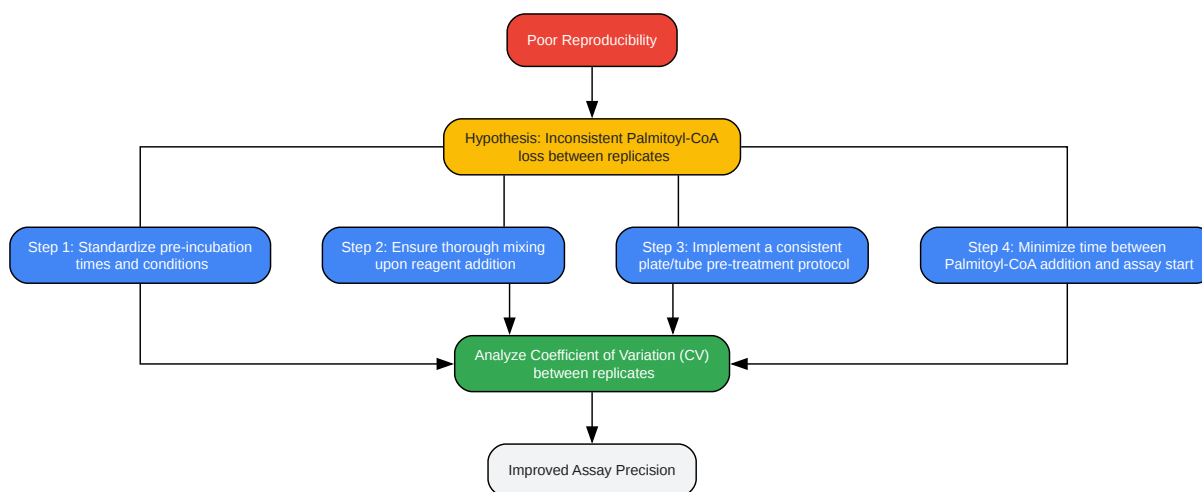 Poor Reproducibility
Hypothesis: Inconsistent Palmitoyl-CoA
loss between replicates
Step 1: Standardize pre-incubation
times and conditions
Step 2: Ensure thorough mixing
upon reagent addition
Step 3: Implement a consistent
plate/tube pre-treatment protocol
Step 4: Minimize time between
Palmitoyl-CoA addition and assay start
Analyze Coefficient of Variation (CV)
between replicates
Improved Assay Precision